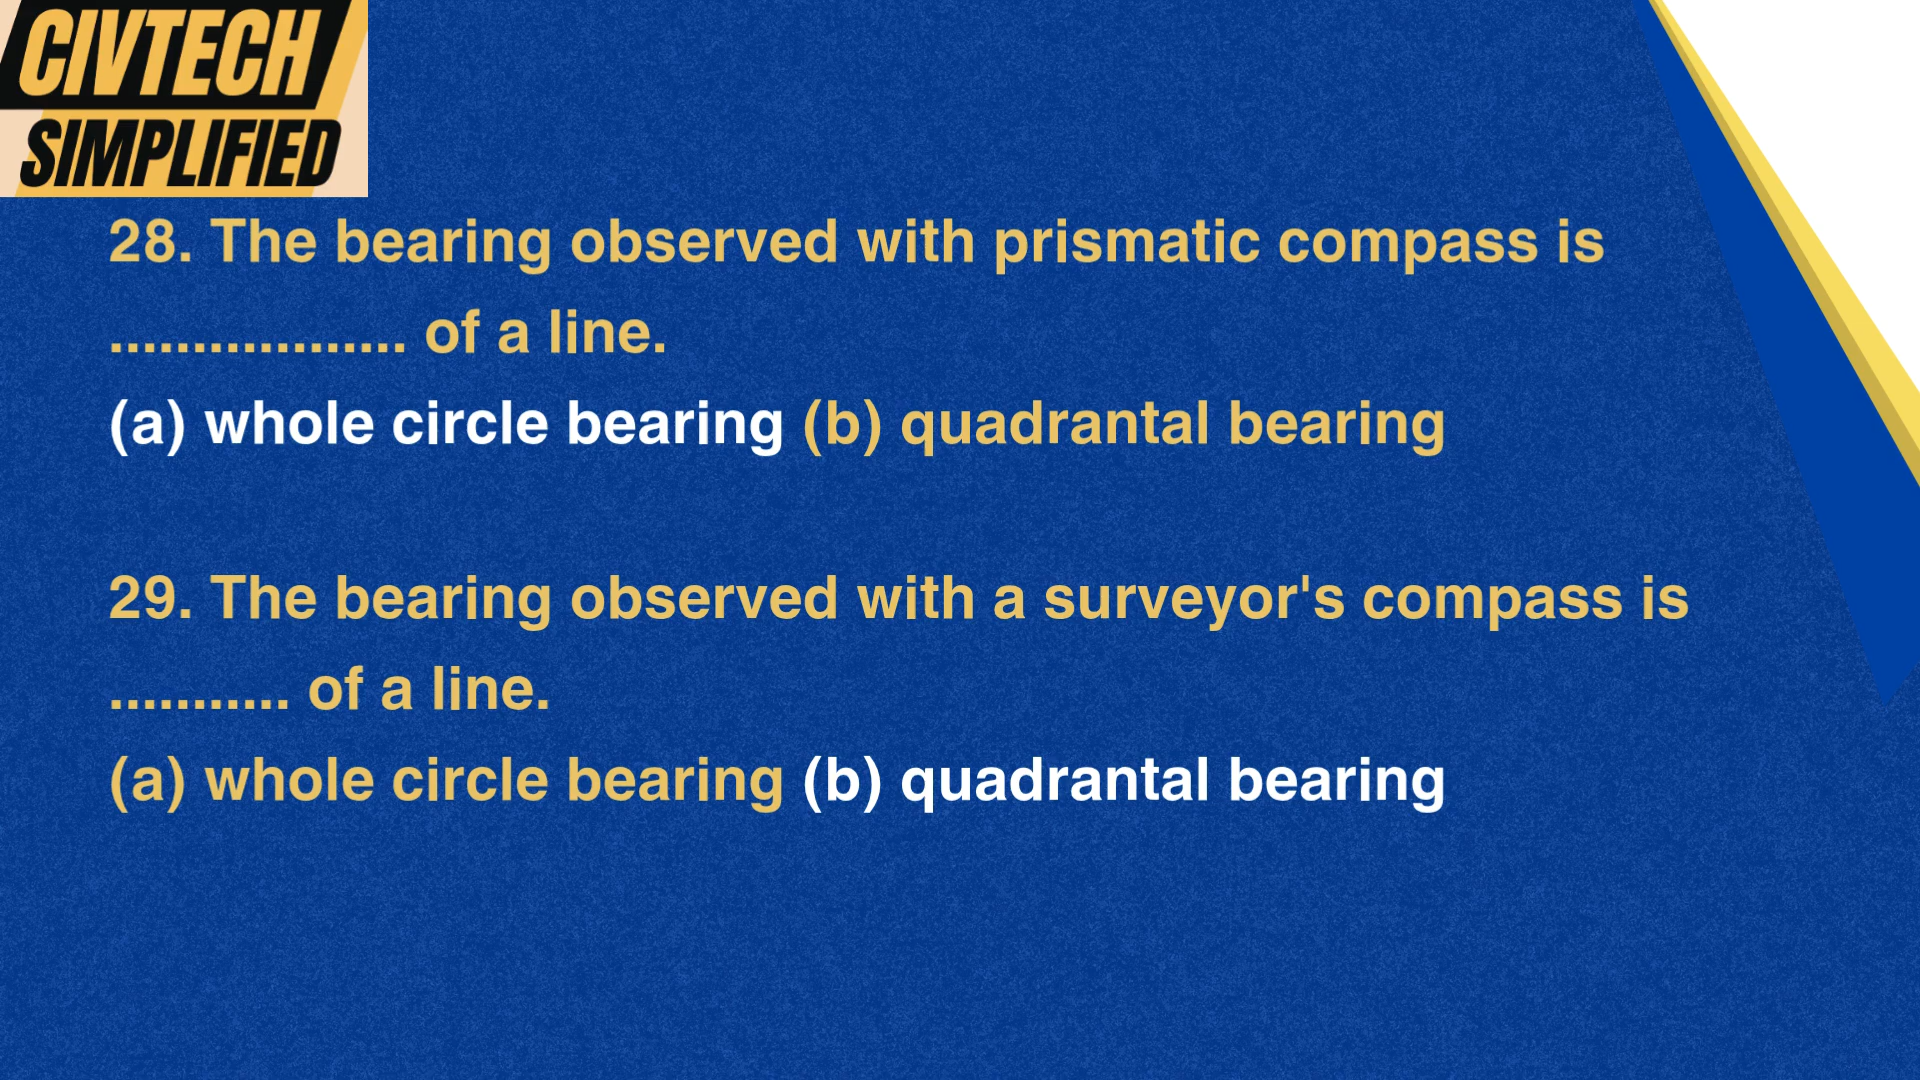 CIVTECH
SIMPLIFIED
28. The bearing observed with prismatic compass is
.................. of a line.
(a) whole circle bearing (b) quadrantal bearing
29. The bearing observed with a surveyor's compass is
........... of a line.
(a) whole circle bearing (b) quadrantal bearing